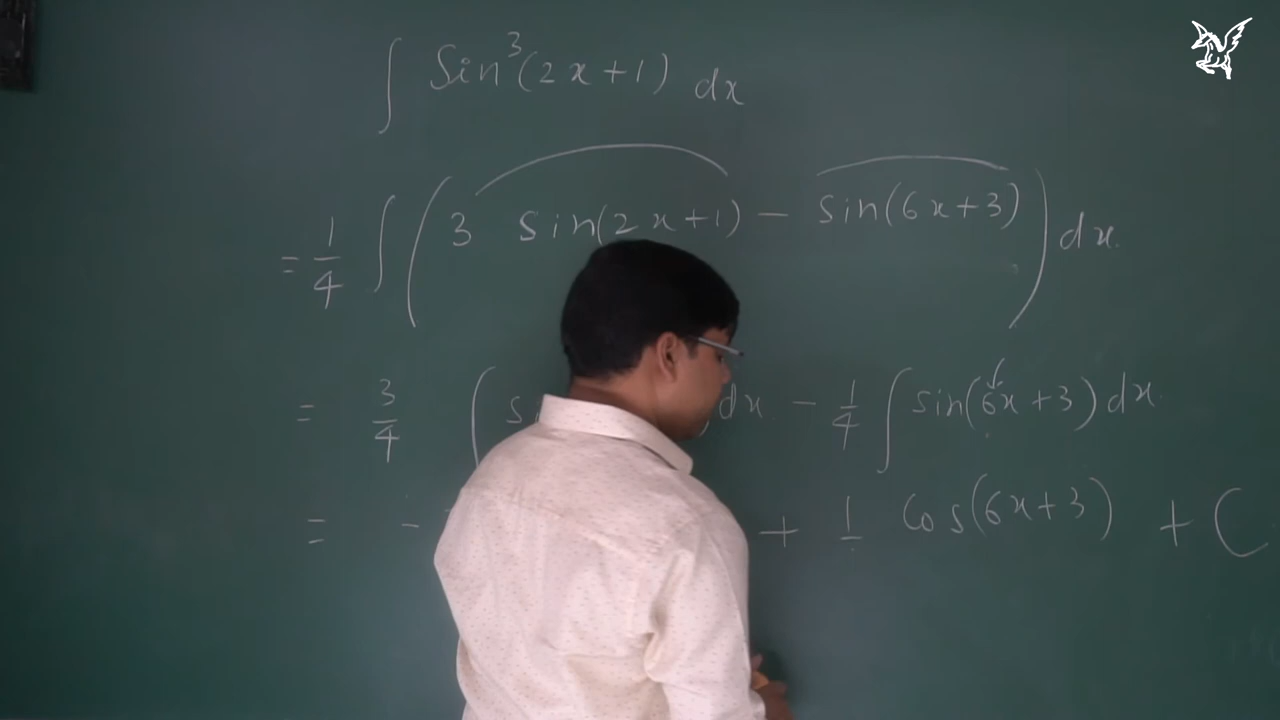 ∫ Sin³(2x+1) dx
= 1/4 ∫ (3 sin(2x+1) - sin(6x+3)) dx.
= 3/4 ( s dx - 1/4 ∫ sin(6x+3) dx.
= - + 1/ cos(6x+3) + C